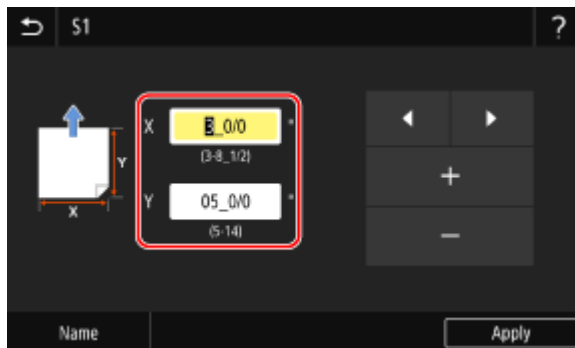 S1 ?
X 3_0/0 "
(3-8_1/2)
Y
Y 05_0/0 "
(5-14)
X
+
−
Name Apply